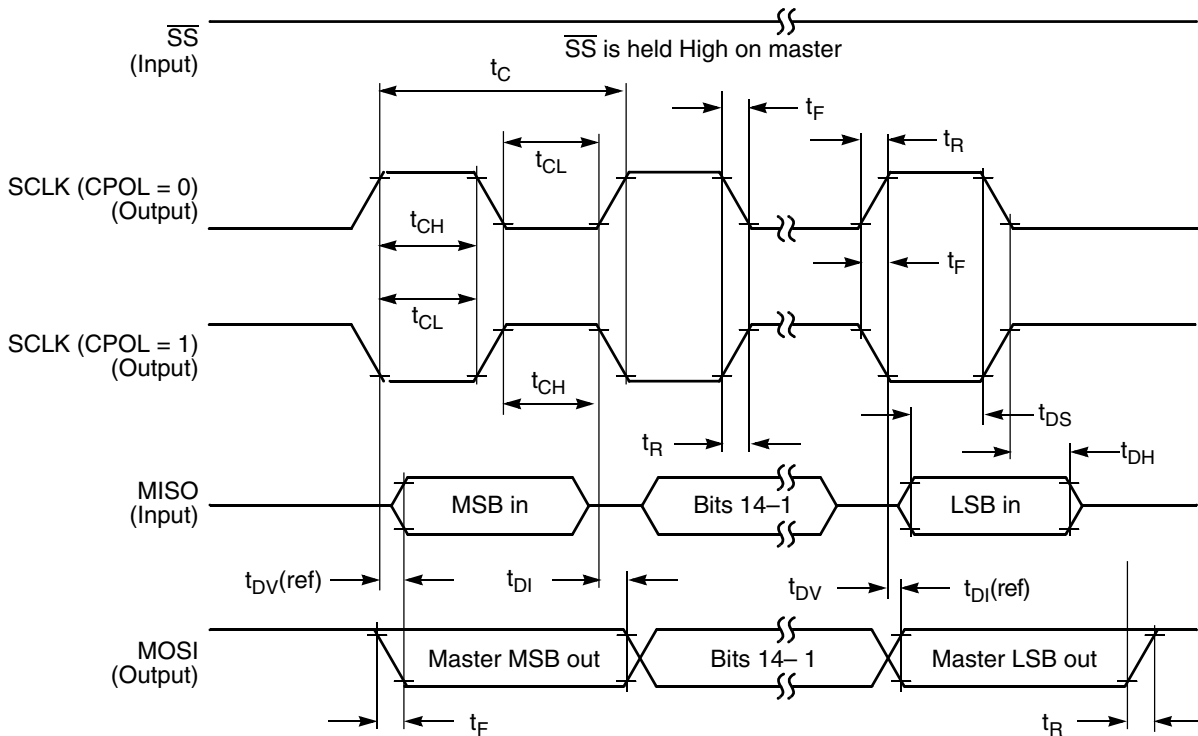 SS
(Input)
SS is held High on master
tC
tF
tR
tCL
SCLK (CPOL = 0)
(Output)
tCH
tF
tCL
SCLK (CPOL = 1)
(Output)
tCH
tDS
tR
tDH
MISO
(Input)
MSB in
Bits 14–1
LSB in
tDV(ref)
tDI
tDV
tDI(ref)
MOSI
(Output)
Master MSB out
Bits 14– 1
Master LSB out
tF
tR